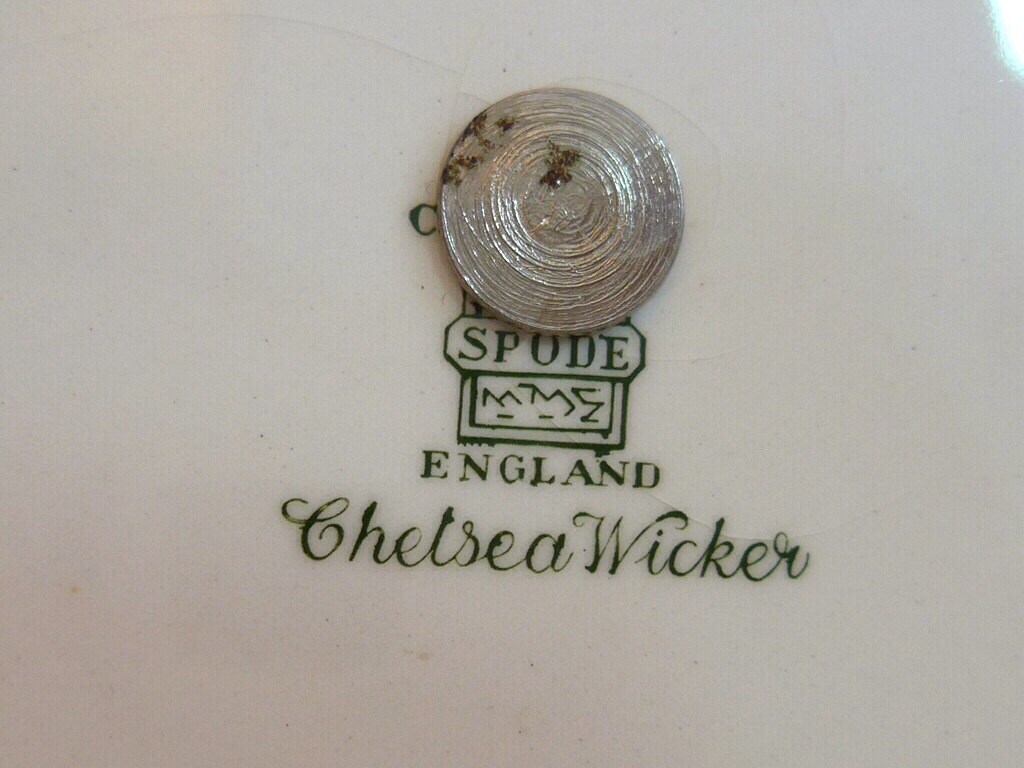 C
SPODE
ENGLAND
Chelsea Wicker